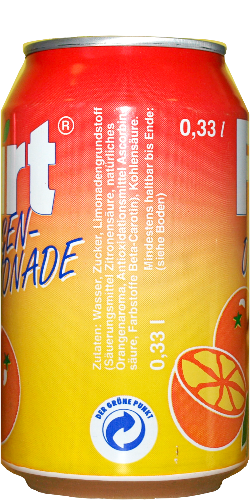 rt®
EN-
ONADE
0,33 l
Zutaten: Wasser, Zucker, Limonadengrundstoff
(Säuerungsmittel Zitronensäure, natürliches
Orangenaroma, Antioxidationsmittel Ascorbin-
säure, Farbstoffe Beta-Carotin), Kohlensäure.
Mindestens haltbar bis Ende:
(siehe Boden)
0,33 l
DER GRÜNE PUNKT